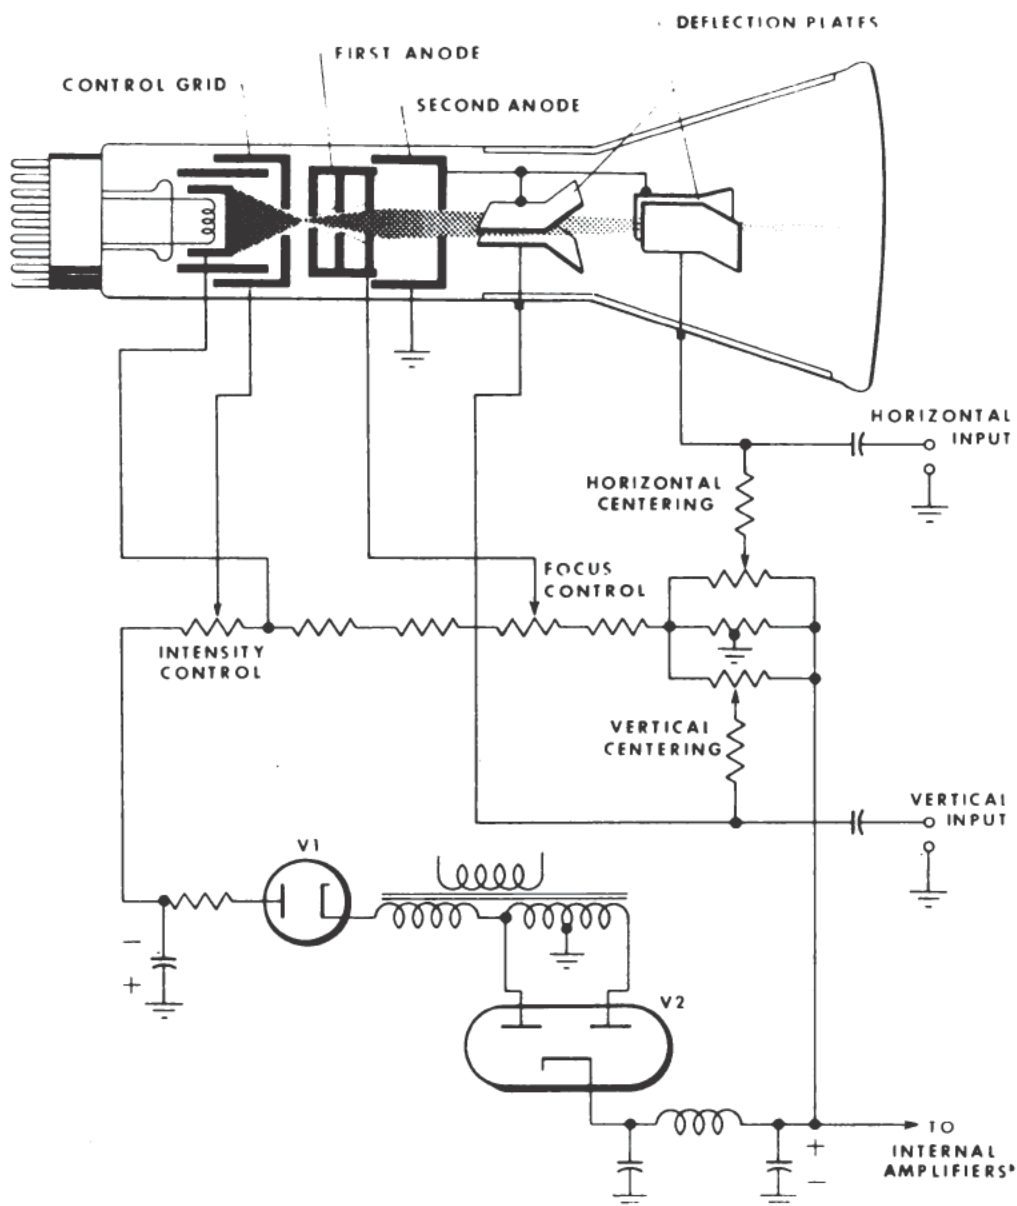 DEFLECTION PLATES
FIRST ANODE
CONTROL GRID
SECOND ANODE
HORIZONTAL
INPUT
HORIZONTAL
CENTERING
FOCUS
CONTROL
INTENSITY
CONTROL
VERTICAL
CENTERING
VERTICAL
INPUT
V1
−
+
V2
TO
INTERNAL
AMPLIFIERS
+
−